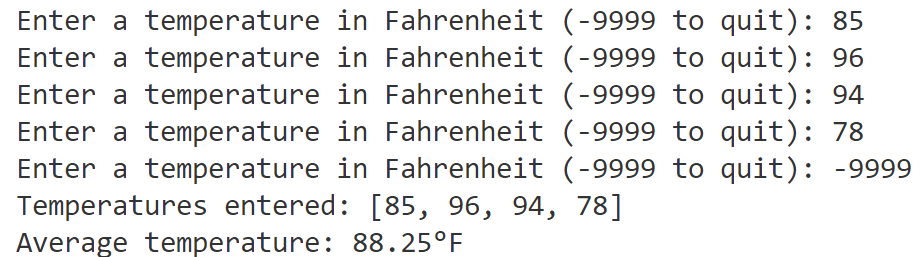 Enter a temperature in Fahrenheit (-9999 to quit): 85
Enter a temperature in Fahrenheit (-9999 to quit): 96
Enter a temperature in Fahrenheit (-9999 to quit): 94
Enter a temperature in Fahrenheit (-9999 to quit): 78
Enter a temperature in Fahrenheit (-9999 to quit): -9999
Temperatures entered: [85, 96, 94, 78]
Average temperature: 88.25°F